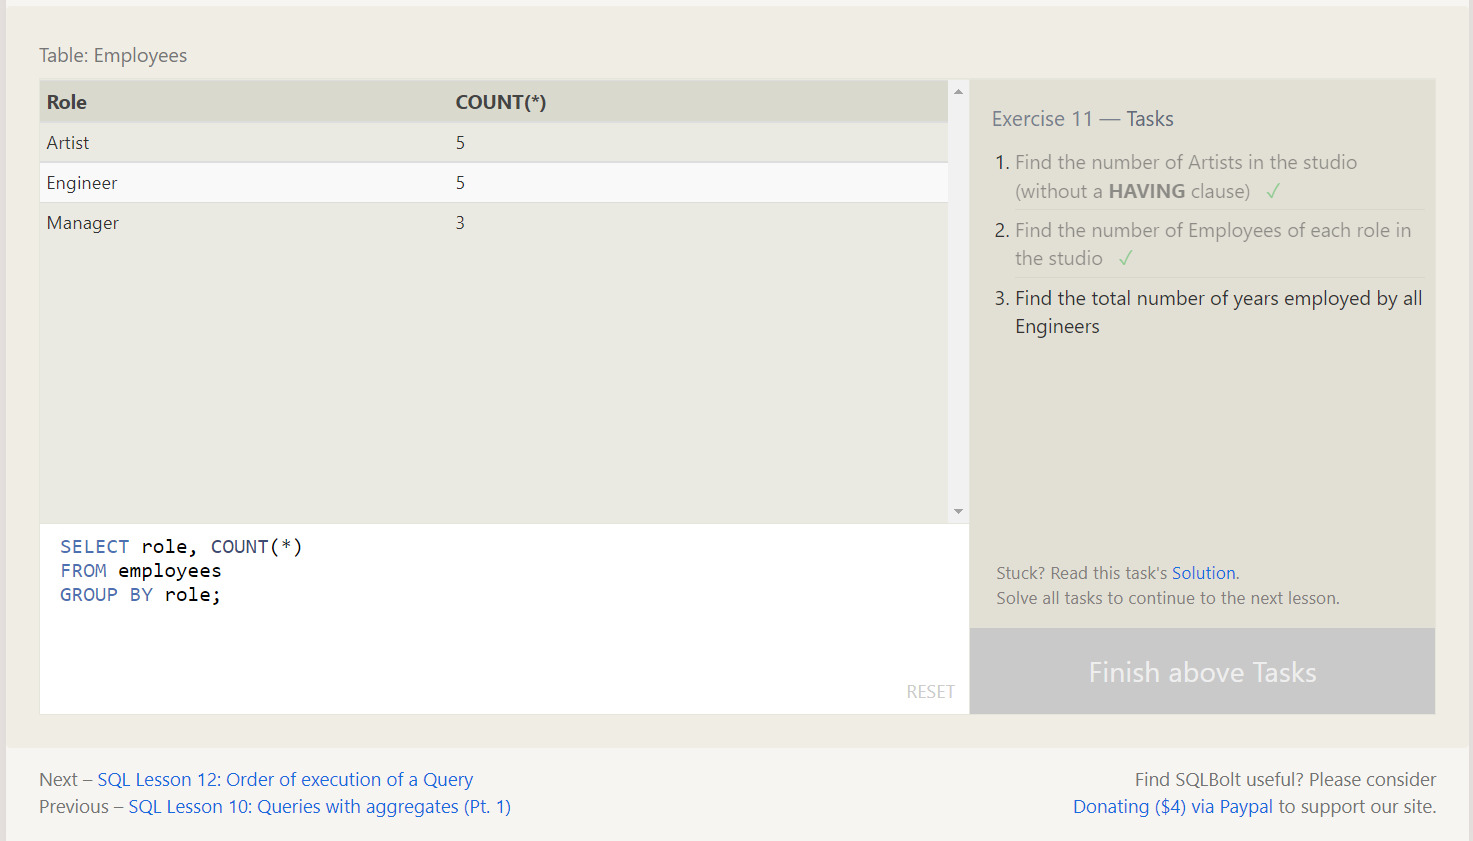 Table: Employees
Role COUNT(*)
Artist 5
Engineer 5
Manager 3
SELECT role, COUNT(*)
FROM employees
GROUP BY role;
RESET
Exercise 11 — Tasks
1. Find the number of Artists in the studio
(without a HAVING clause) ✓
2. Find the number of Employees of each role in
the studio ✓
3. Find the total number of years employed by all
Engineers
Stuck? Read this task's Solution.
Solve all tasks to continue to the next lesson.
Finish above Tasks
Next – SQL Lesson 12: Order of execution of a Query
Previous – SQL Lesson 10: Queries with aggregates (Pt. 1)
Find SQLBolt useful? Please consider
Donating ($4) via Paypal to support our site.